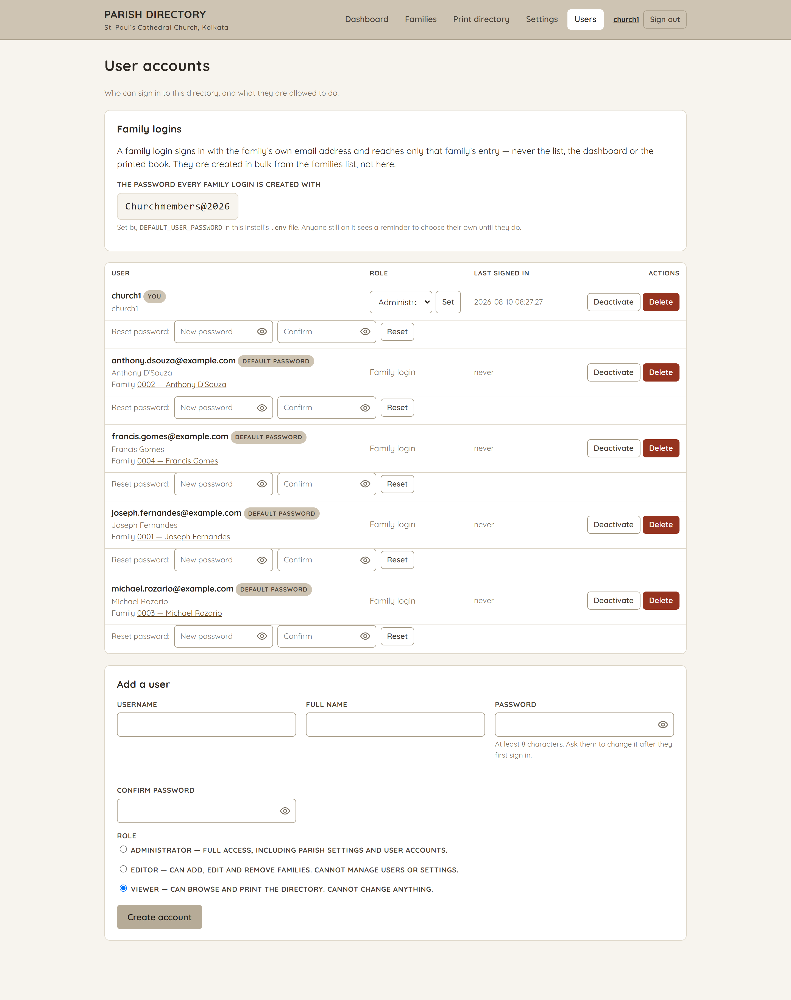 PARISH DIRECTORY
St. Paul's Cathedral Church, Kolkata
Dashboard Families Print directory Settings Users church1 Sign out
User accounts
Who can sign in to this directory, and what they are allowed to do.
Family logins
A family login signs in with the family's own email address and reaches only that family's entry — never the list, the dashboard or the
printed book. They are created in bulk from the families list, not here.
THE PASSWORD EVERY FAMILY LOGIN IS CREATED WITH
Churchmembers@2026
Set by DEFAULT_USER_PASSWORD in this install's .env file. Anyone still on it sees a reminder to choose their own until they do.
USER ROLE LAST SIGNED IN ACTIONS
church1 YOU
church1
Administrc Set 2026-08-10 08:27:27 Deactivate Delete
Reset password: New password Confirm Reset
anthony.dsouza@example.com DEFAULT PASSWORD
Anthony D'Souza
Family 0002 — Anthony D'Souza
Family login never Deactivate Delete
Reset password: New password Confirm Reset
francis.gomes@example.com DEFAULT PASSWORD
Francis Gomes
Family 0004 — Francis Gomes
Family login never Deactivate Delete
Reset password: New password Confirm Reset
joseph.fernandes@example.com DEFAULT PASSWORD
Joseph Fernandes
Family 0001 — Joseph Fernandes
Family login never Deactivate Delete
Reset password: New password Confirm Reset
michael.rozario@example.com DEFAULT PASSWORD
Michael Rozario
Family 0003 — Michael Rozario
Family login never Deactivate Delete
Reset password: New password Confirm Reset
Add a user
USERNAME FULL NAME PASSWORD
At least 8 characters. Ask them to change it after they
first sign in.
CONFIRM PASSWORD
ROLE
ADMINISTRATOR — FULL ACCESS, INCLUDING PARISH SETTINGS AND USER ACCOUNTS.
EDITOR — CAN ADD, EDIT AND REMOVE FAMILIES. CANNOT MANAGE USERS OR SETTINGS.
VIEWER — CAN BROWSE AND PRINT THE DIRECTORY. CANNOT CHANGE ANYTHING.
Create account